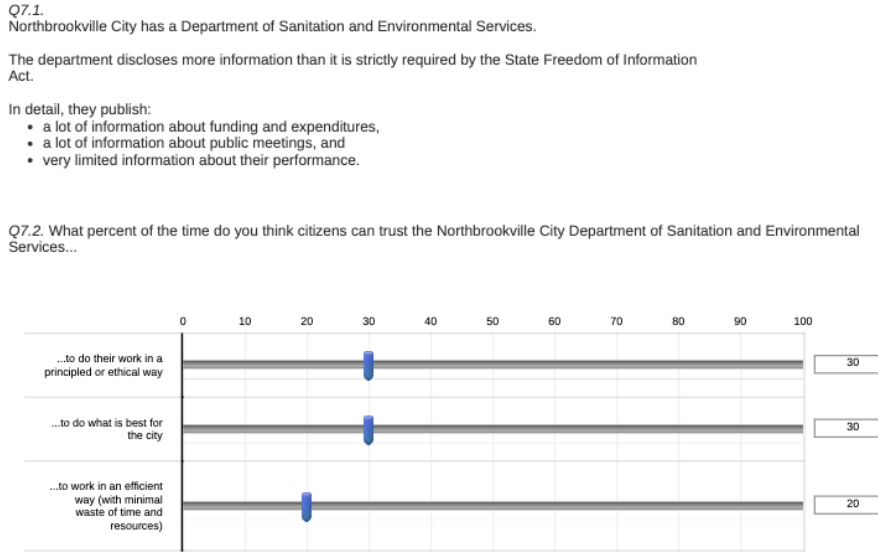 Q7.1.
Northbrookville City has a Department of Sanitation and Environmental Services.
The department discloses more information than it is strictly required by the State Freedom of Information
Act.
In detail, they publish:
• a lot of information about funding and expenditures,
• a lot of information about public meetings, and
• very limited information about their performance.
Q7.2. What percent of the time do you think citizens can trust the Northbrookville City Department of Sanitation and Environmental
Services...
0 10 20 30 40 50 60 70 80 90 100
...to do their work in a
principled or ethical way
30
...to do what is best for
the city
30
...to work in an efficient
way (with minimal
waste of time and
resources)
20